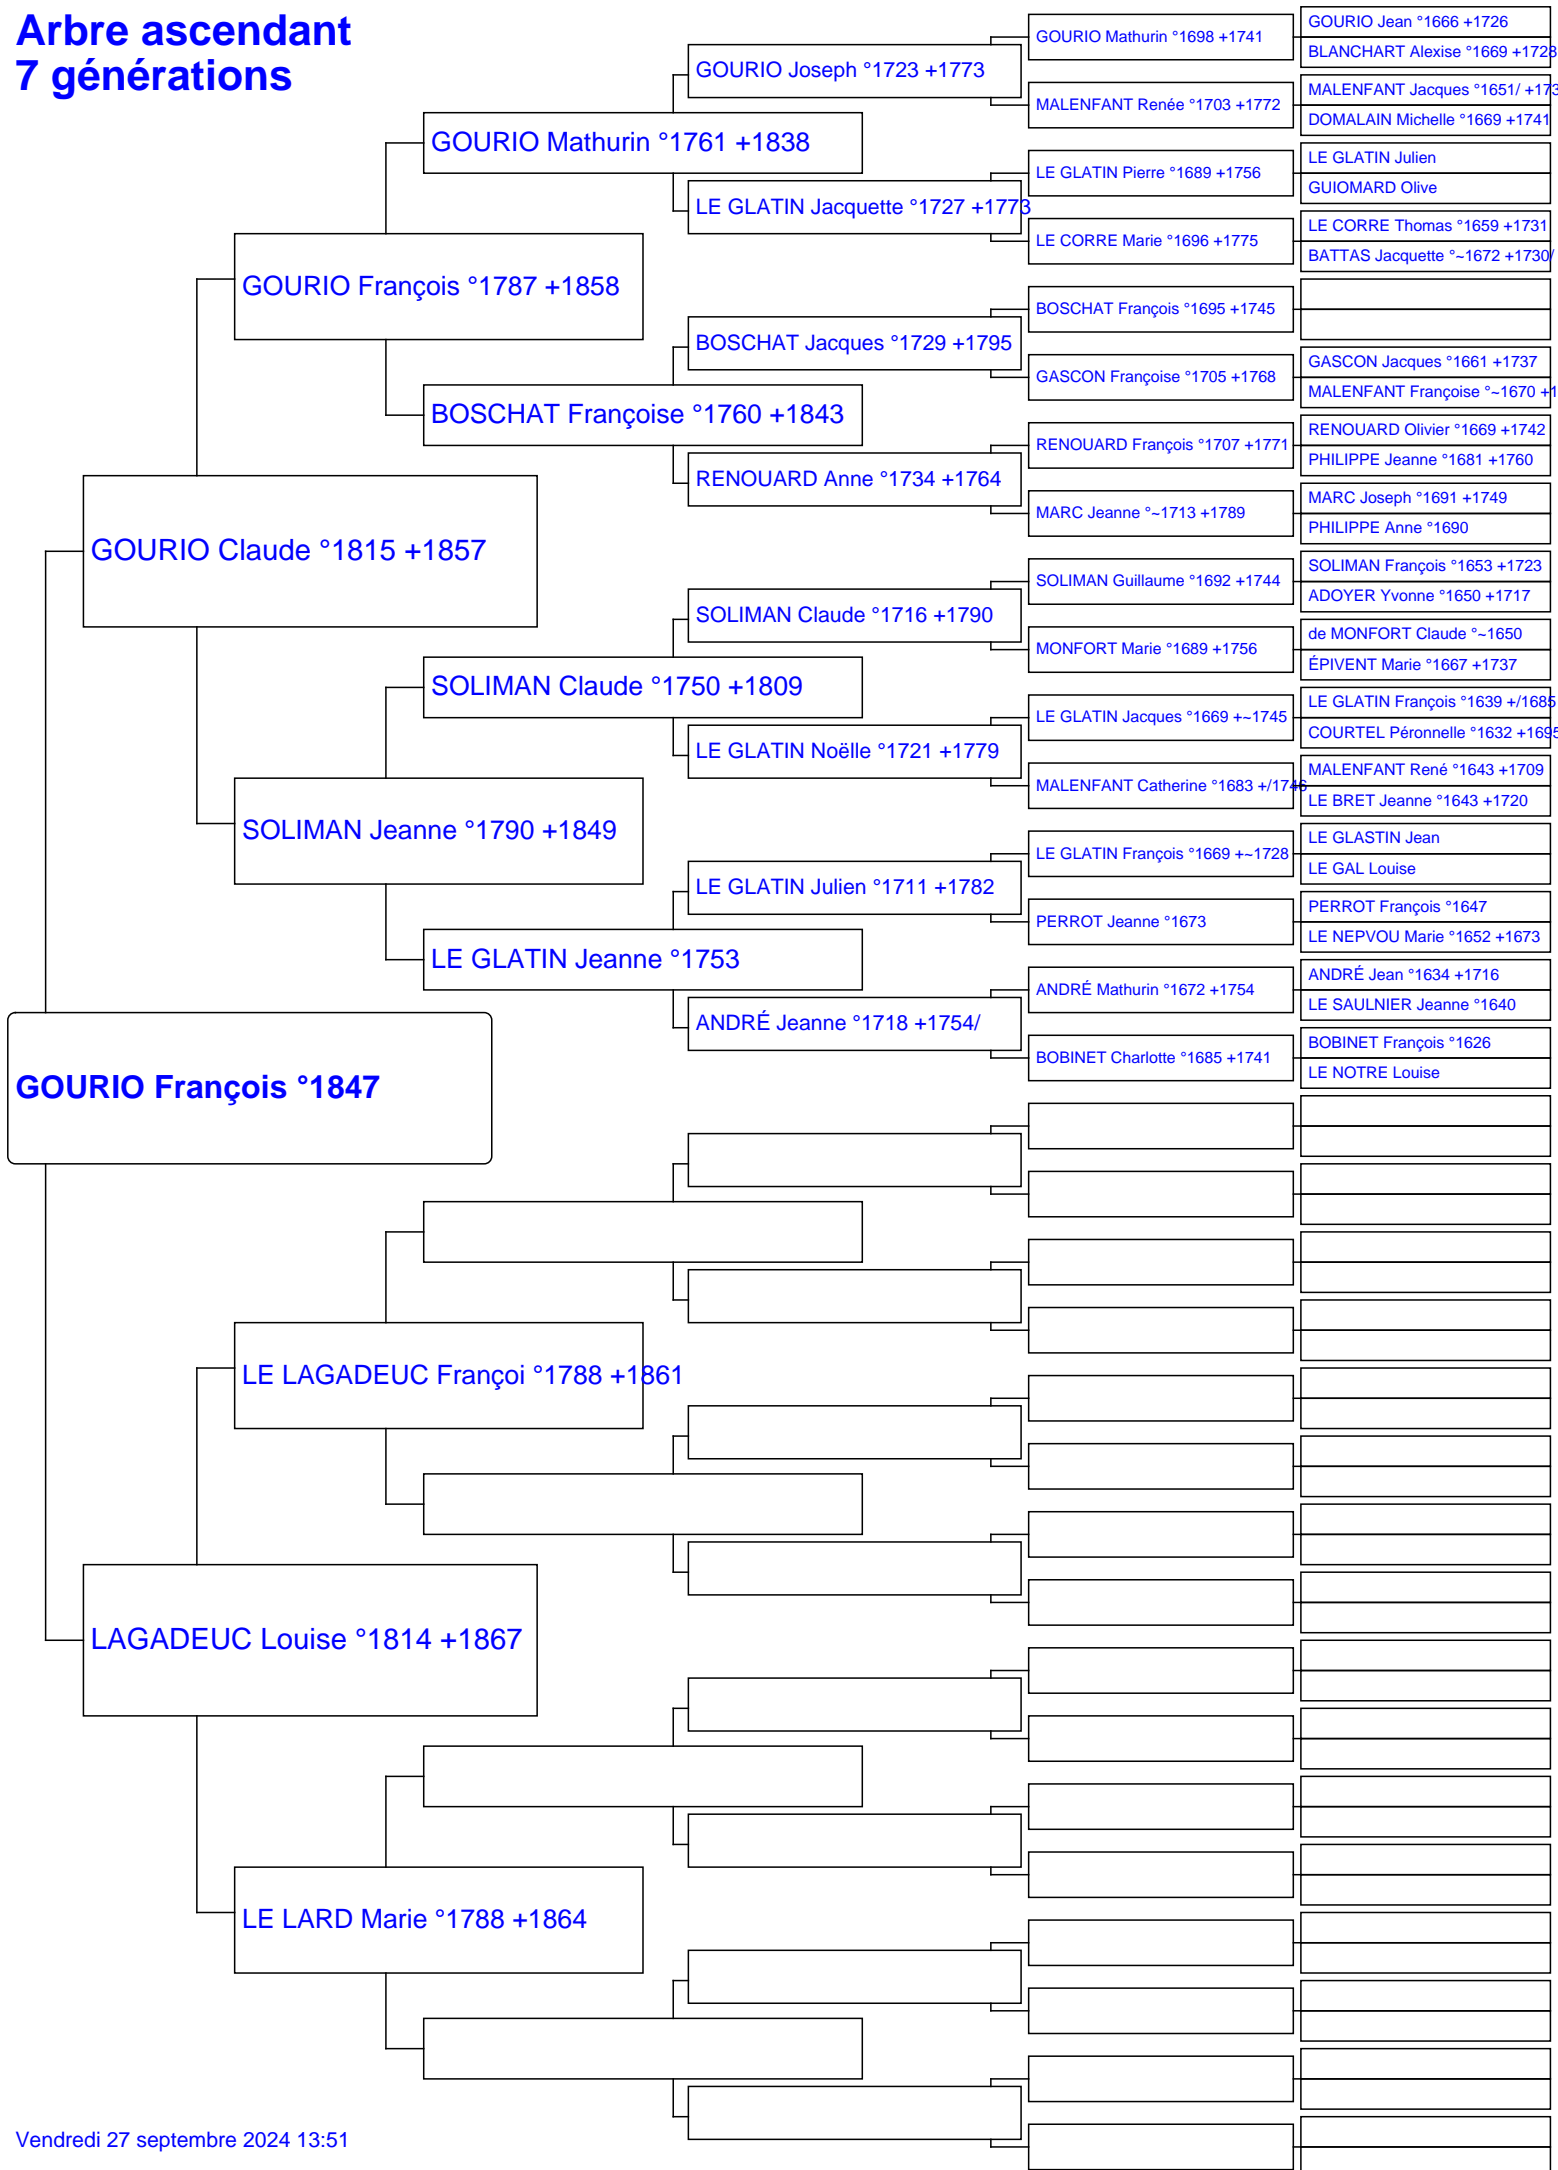 Arbre ascendant
7 générations
GOURIO François °1847
GOURIO Claude °1815 +1857
LAGADEUC Louise °1814 +1867
GOURIO François °1787 +1858
SOLIMAN Jeanne °1790 +1849
LE LAGADEUC Françoi °1788 +1861
LE LARD Marie °1788 +1864
GOURIO Mathurin °1761 +1838
BOSCHAT Françoise °1760 +1843
SOLIMAN Claude °1750 +1809
LE GLATIN Jeanne °1753
GOURIO Joseph °1723 +1773
LE GLATIN Jacquette °1727 +1773
BOSCHAT Jacques °1729 +1795
RENOUARD Anne °1734 +1764
SOLIMAN Claude °1716 +1790
LE GLATIN Noëlle °1721 +1779
LE GLATIN Julien °1711 +1782
ANDRÉ Jeanne °1718 +1754/
GOURIO Mathurin °1698 +1741
MALENFANT Renée °1703 +1772
LE GLATIN Pierre °1689 +1756
LE CORRE Marie °1696 +1775
BOSCHAT François °1695 +1745
GASCON Françoise °1705 +1768
RENOUARD François °1707 +1771
MARC Jeanne °~1713 +1789
SOLIMAN Guillaume °1692 +1744
MONFORT Marie °1689 +1756
LE GLATIN Jacques °1669 +~1745
MALENFANT Catherine °1683 +/1746
LE GLATIN François °1669 +~1728
PERROT Jeanne °1673
ANDRÉ Mathurin °1672 +1754
BOBINET Charlotte °1685 +1741
GOURIO Jean °1666 +1726
BLANCHART Alexise °1669 +1728
MALENFANT Jacques °1651/ +173
DOMALAIN Michelle °1669 +1741
LE GLATIN Julien
GUIOMARD Olive
LE CORRE Thomas °1659 +1731
BATTAS Jacquette °~1672 +1730/
GASCON Jacques °1661 +1737
MALENFANT Françoise °~1670 +1
RENOUARD Olivier °1669 +1742
PHILIPPE Jeanne °1681 +1760
MARC Joseph °1691 +1749
PHILIPPE Anne °1690
SOLIMAN François °1653 +1723
ADOYER Yvonne °1650 +1717
de MONFORT Claude °~1650
ÉPIVENT Marie °1667 +1737
LE GLATIN François °1639 +/1685
COURTEL Péronnelle °1632 +1695
MALENFANT René °1643 +1709
LE BRET Jeanne °1643 +1720
LE GLASTIN Jean
LE GAL Louise
PERROT François °1647
LE NEPVOU Marie °1652 +1673
ANDRÉ Jean °1634 +1716
LE SAULNIER Jeanne °1640
BOBINET François °1626
LE NOTRE Louise
Vendredi 27 septembre 2024 13:51